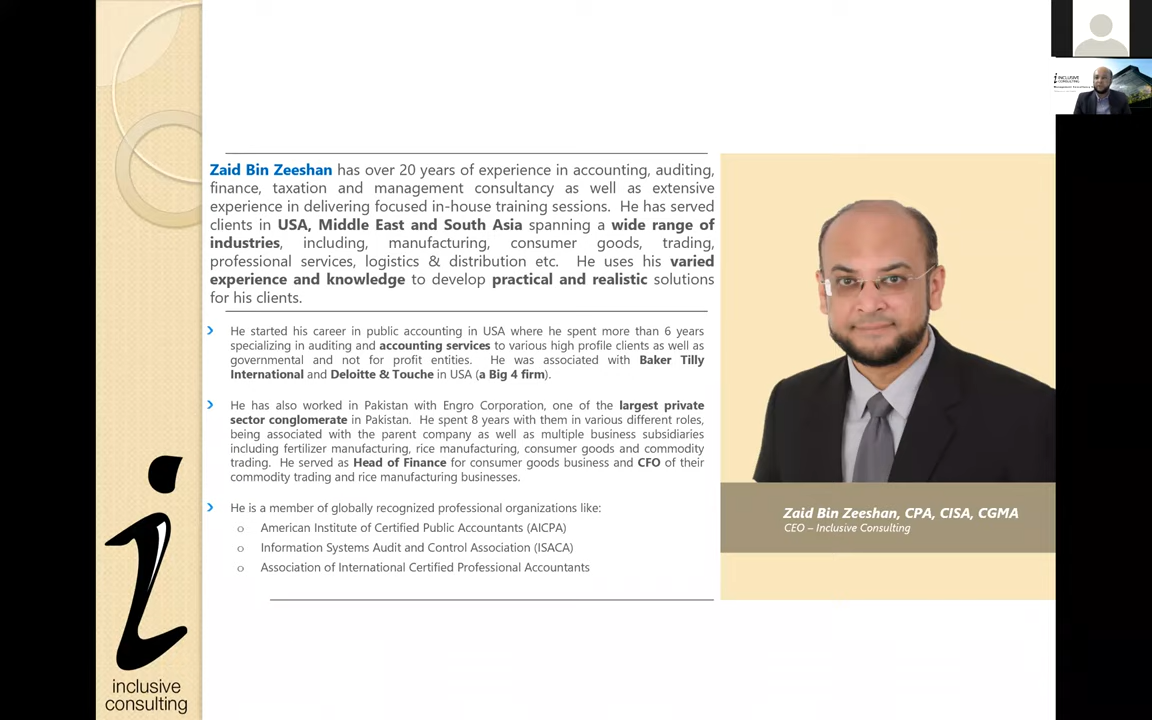 Zaid Bin Zeeshan has over 20 years of experience in accounting, auditing,
finance, taxation and management consultancy as well as extensive
experience in delivering focused in-house training sessions. He has served
clients in USA, Middle East and South Asia spanning a wide range of
industries, including, manufacturing, consumer goods, trading,
professional services, logistics & distribution etc. He uses his varied
experience and knowledge to develop practical and realistic solutions
for his clients.
He started his career in public accounting in USA where he spent more than 6 years
specializing in auditing and accounting services to various high profile clients as well as
governmental and not for profit entities. He was associated with Baker Tilly
International and Deloitte & Touche in USA (a Big 4 firm).
He has also worked in Pakistan with Engro Corporation, one of the largest private
sector conglomerate in Pakistan. He spent 8 years with them in various different roles,
being associated with the parent company as well as multiple business subsidiaries
including fertilizer manufacturing, rice manufacturing, consumer goods and commodity
trading. He served as Head of Finance for consumer goods business and CFO of their
commodity trading and rice manufacturing businesses.
He is a member of globally recognized professional organizations like:
o American Institute of Certified Public Accountants (AICPA)
o Information Systems Audit and Control Association (ISACA)
o Association of International Certified Professional Accountants
Zaid Bin Zeeshan, CPA, CISA, CGMA
CEO – Inclusive Consulting
i
inclusive
consulting
INCLUSIVE
CONSULTING